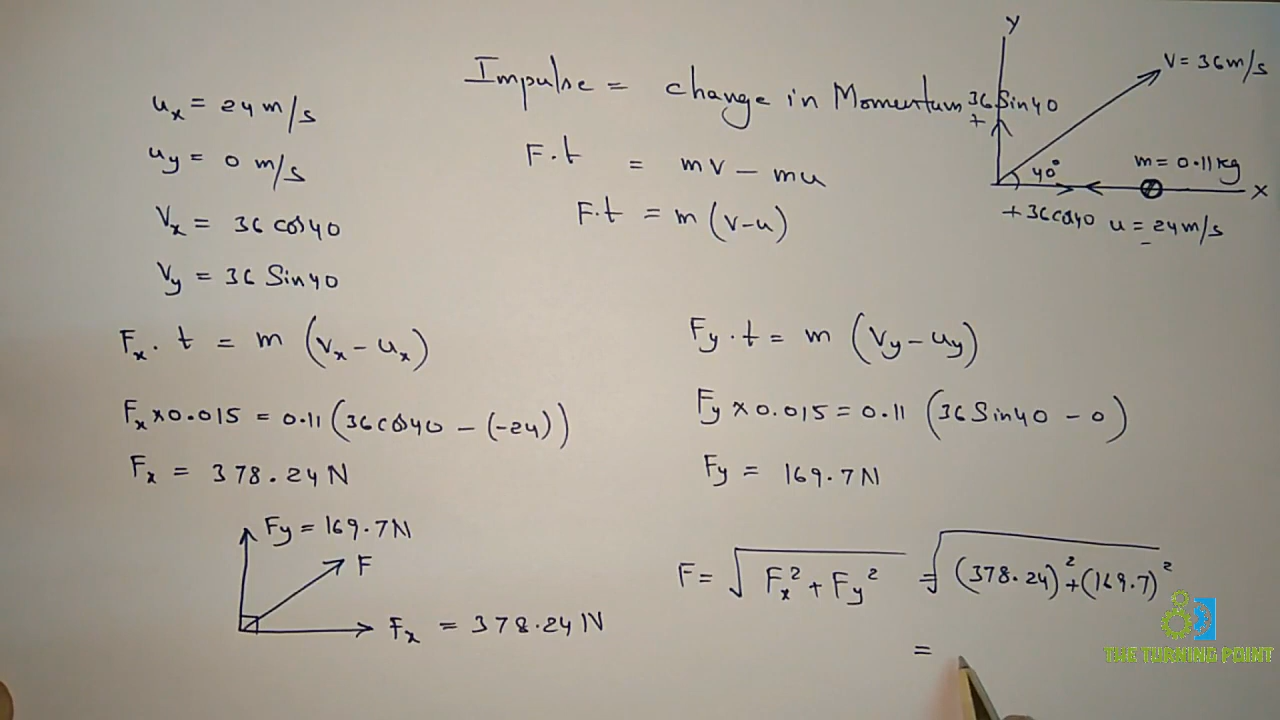 Impulse = change in Momentum
F.t = mv - mu
F.t = m (v-u)
ux = 24 m/s
uy = 0 m/s
Vx = 36 cos40
Vy = 36 Sin40
y
V = 36 m/s
36 Sin40
+
40°
m = 0.11 kg
x
+ 36 cos40
u = 24 m/s
-
Fx . t = m (Vx - ux)
Fx × 0.015 = 0.11 (36 cos40 - (-24))
Fx = 378.24 N
Fy . t = m (Vy - uy)
Fy × 0.015 = 0.11 (36 Sin40 - 0)
Fy = 169.7 N
Fy = 169.7 N
F
Fx = 378.24 N
F = √(Fx² + Fy²) = √((378.24)² + (169.7)²)
=
THE TURNING POINT